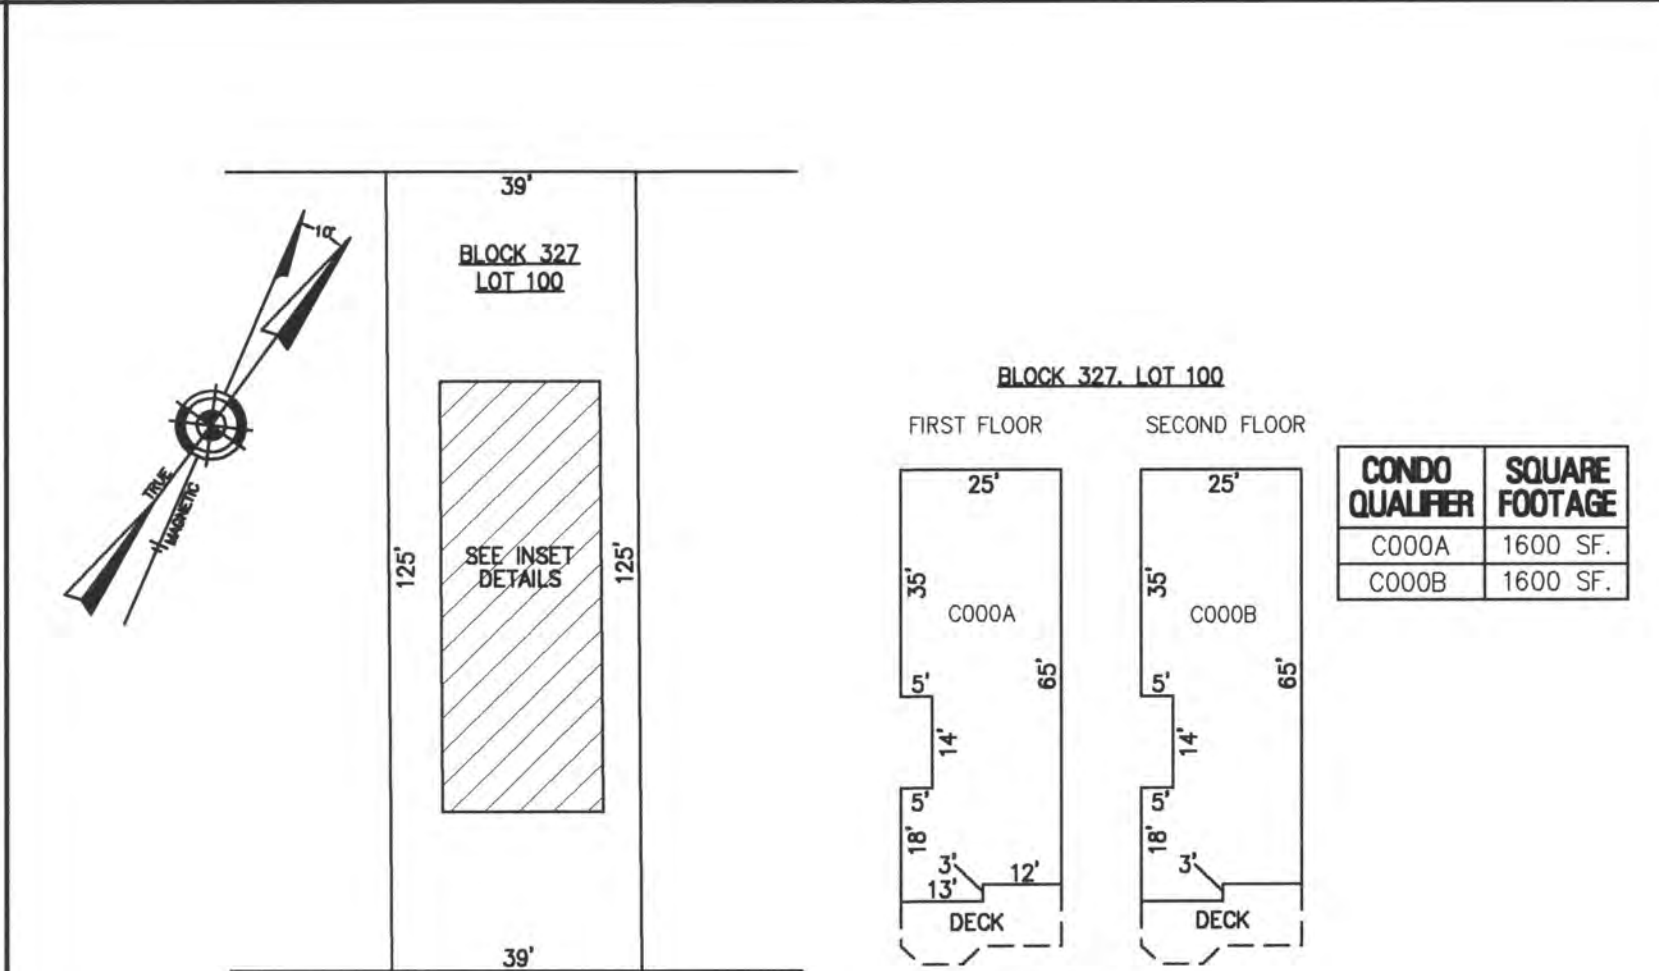 39'
BLOCK 327
LOT 100
10°
TRUE
MAGNETIC
125'
SEE INSET
DETAILS
125'
39'
BLOCK 327. LOT 100
FIRST FLOOR
25'
35'
C000A
65'
5'
14'
5'
18'
3'
13'
12'
DECK
SECOND FLOOR
25'
35'
C000B
65'
5'
14'
5'
18'
3'
DECK
CONDO QUALIFIER SQUARE FOOTAGE
C000A 1600 SF.
C000B 1600 SF.